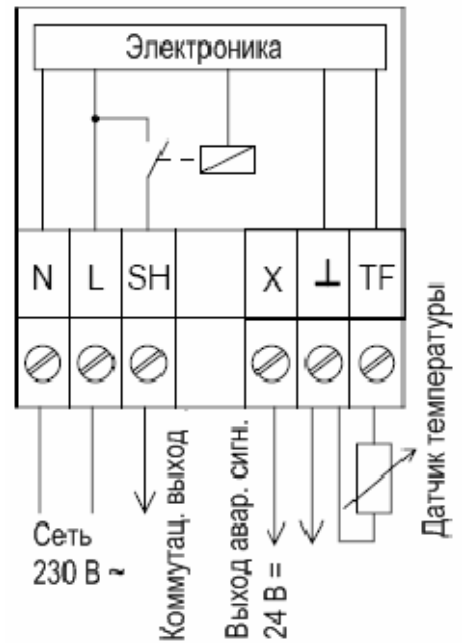 Электроника
N L SH X ⊥ TF
Сеть
230 В ~
Коммутац. выход
Выход авар. сигн.
24 В =
Датчик температуры